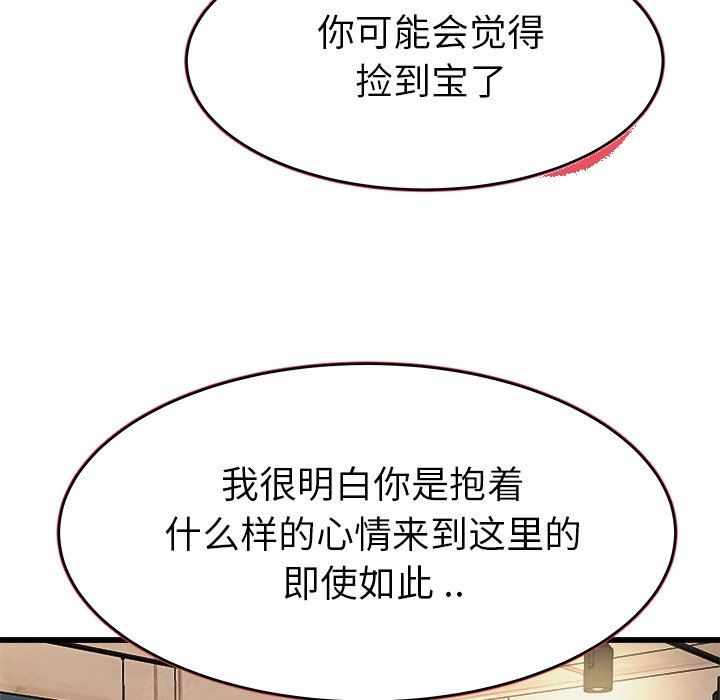 你可能会觉得
捡到宝了
我很明白你是抱着
什么样的心情来到这里的
即使如此 ..